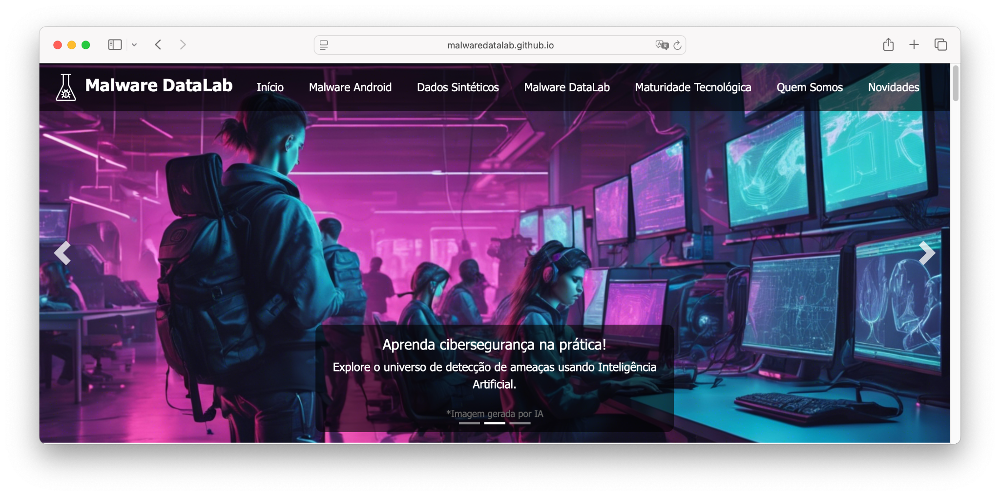 malwaredatalab.github.io
Malware DataLab Início Malware Android Dados Sintéticos Malware DataLab Maturidade Tecnológica Quem Somos Novidades
Aprenda cibersegurança na prática!
Explore o universo de detecção de ameaças usando Inteligência
Artificial.
*Imagem gerada por IA